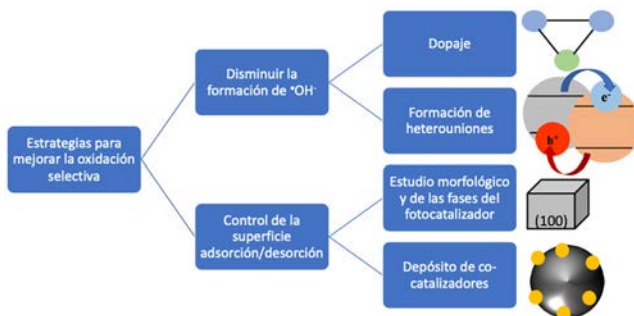 Estrategias para
mejorar la oxidación
selectiva
Disminuir la
formación de •OH-
Control de la
superficie
adsorción/desorción
Dopaje
Formación de
heterouniones
Estudio morfológico
y de las fases del
fotocatalizador
Depósito de co-
catalizadores
e-
h+
(100)